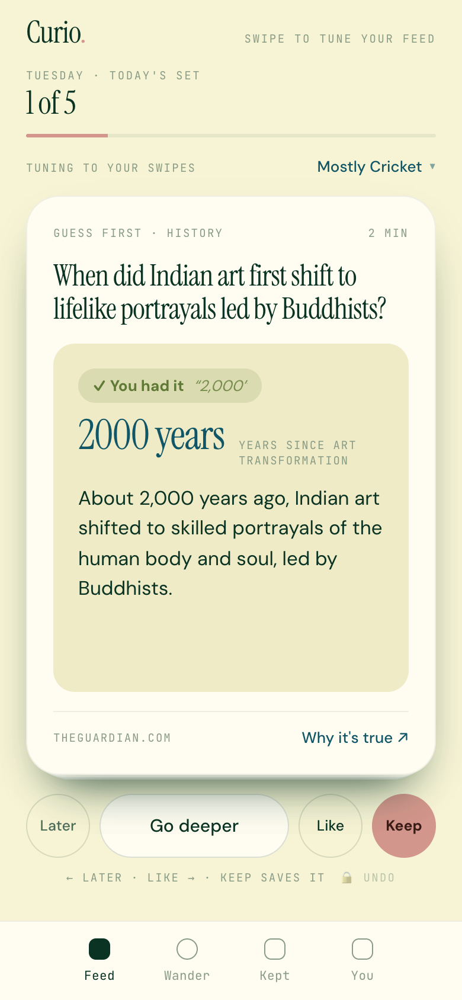 Curio.
SWIPE TO TUNE YOUR FEED
TUESDAY · TODAY'S SET
1 of 5
TUNING TO YOUR SWIPES
Mostly Cricket ▼
GUESS FIRST · HISTORY
2 MIN
When did Indian art first shift to
lifelike portrayals led by Buddhists?
✓ You had it “2,000’
2000 years
YEARS SINCE ART
TRANSFORMATION
About 2,000 years ago, Indian art
shifted to skilled portrayals of the
human body and soul, led by
Buddhists.
THEGUARDIAN.COM
Why it's true ↗
Later
Go deeper
Like
Keep
← LATER · LIKE → · KEEP SAVES IT 🔒 UNDO
Feed
Wander
Kept
You